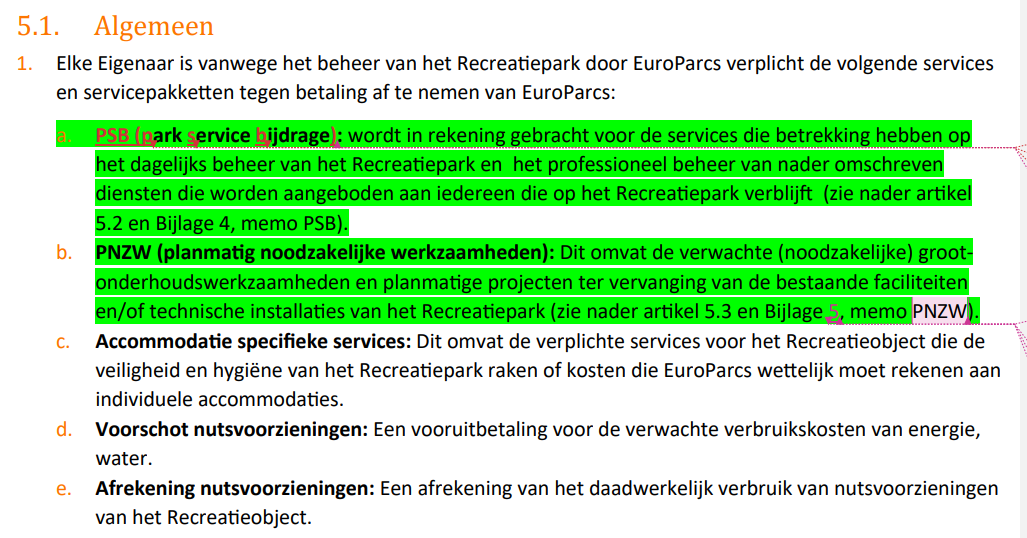 5.1. Algemeen
1. Elke Eigenaar is vanwege het beheer van het Recreatiepark door EuroParcs verplicht de volgende services
en servicepakketten tegen betaling af te nemen van EuroParcs:
a. PSB (park service bijdrage): wordt in rekening gebracht voor de services die betrekking hebben op
het dagelijks beheer van het Recreatiepark en het professioneel beheer van nader omschreven
diensten die worden aangeboden aan iedereen die op het Recreatiepark verblijft (zie nader artikel
5.2 en Bijlage 4, memo PSB).
b. PNZW (planmatig noodzakelijke werkzaamheden): Dit omvat de verwachte (noodzakelijke) groot-
onderhoudswerkzaamheden en planmatige projecten ter vervanging van de bestaande faciliteiten
en/of technische installaties van het Recreatiepark (zie nader artikel 5.3 en Bijlage 5, memo PNZW).
c. Accommodatie specifieke services: Dit omvat de verplichte services voor het Recreatieobject die de
veiligheid en hygiëne van het Recreatiepark raken of kosten die EuroParcs wettelijk moet rekenen aan
individuele accommodaties.
d. Voorschot nutsvoorzieningen: Een vooruitbetaling voor de verwachte verbruikskosten van energie,
water.
e. Afrekening nutsvoorzieningen: Een afrekening van het daadwerkelijk verbruik van nutsvoorzieningen
van het Recreatieobject.